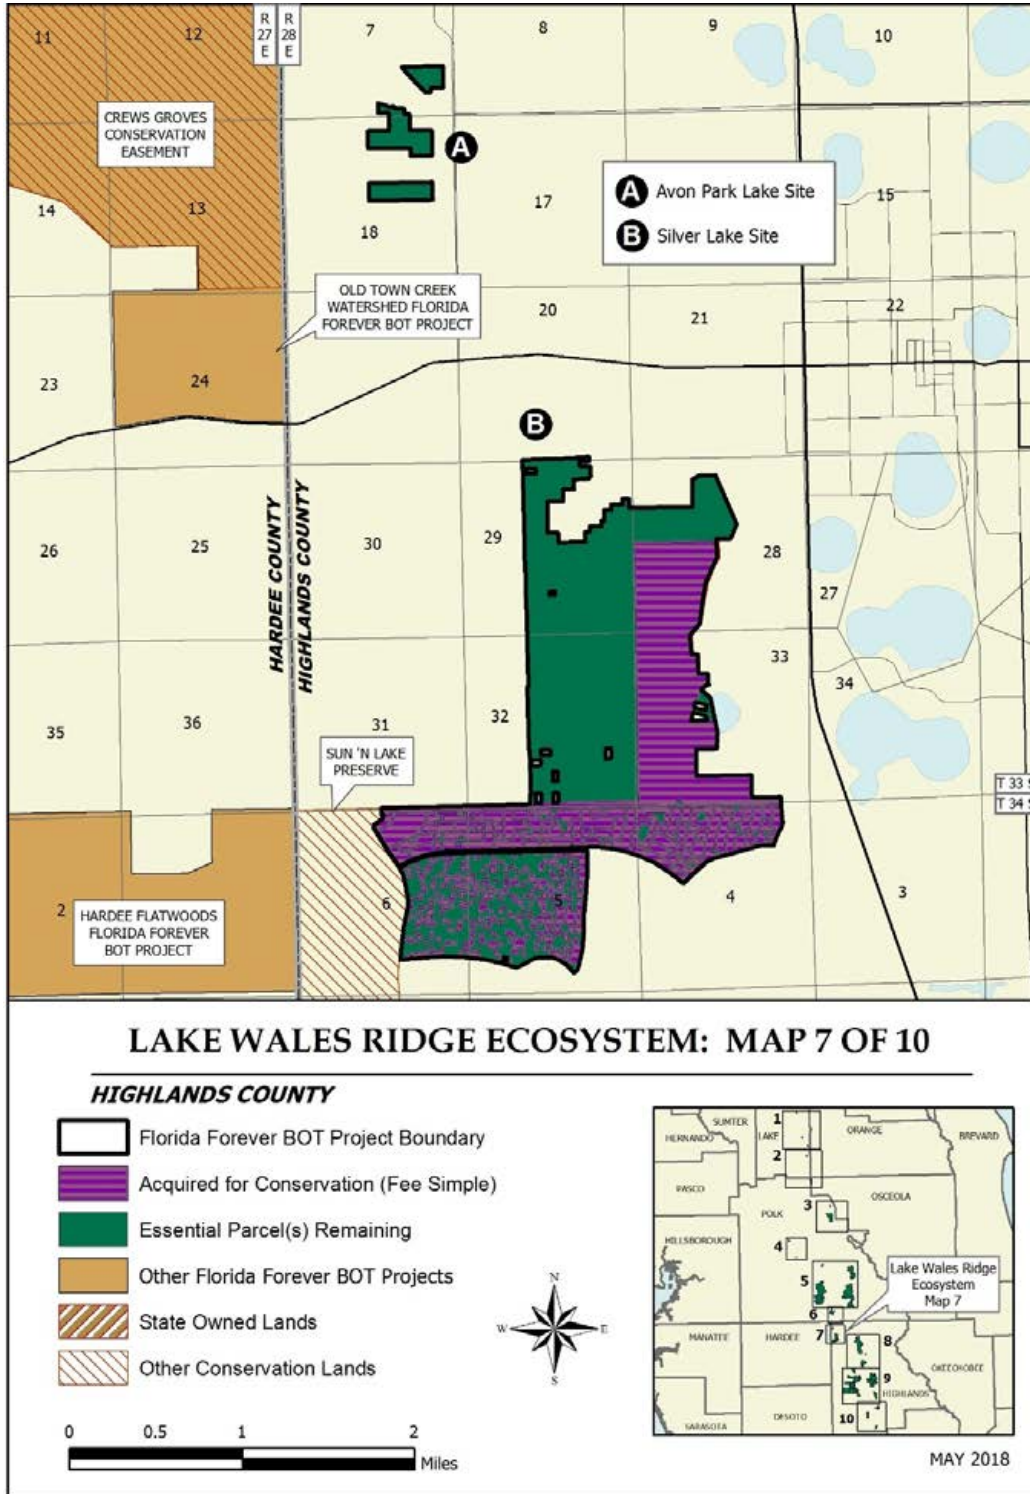 11
12
R
27
E
R
28
E
7
8
9
10
CREWS GROVES
CONSERVATION
EASEMENT
A
A Avon Park Lake Site
B Silver Lake Site
14
13
18
17
15
OLD TOWN CREEK
WATERSHED FLORIDA
FOREVER BOT PROJECT
20
21
22
23
24
B
HARDEE COUNTY
HIGHLANDS COUNTY
26
25
30
29
28
27
33
34
35
36
31
32
SUN 'N LAKE
PRESERVE
T 33 S
T 34 S
2
HARDEE FLATWOODS
FLORIDA FOREVER
BOT PROJECT
6
5
4
3
LAKE WALES RIDGE ECOSYSTEM: MAP 7 OF 10
HIGHLANDS COUNTY
Florida Forever BOT Project Boundary
Acquired for Conservation (Fee Simple)
Essential Parcel(s) Remaining
Other Florida Forever BOT Projects
State Owned Lands
Other Conservation Lands
0 0.5 1 2
Miles
N
W E
S
1
SUMTER
HERNANDO
LAKE
ORANGE
BREVARD
2
PASCO
OSCEOLA
3
POLK
HILLSBOROUGH
4
5
Lake Wales Ridge
Ecosystem
Map 7
6
7
MANATEE
HARDEE
8
OKEECHOBEE
9
HIGHLANDS
DESOTO
10
SARASOTA
MAY 2018